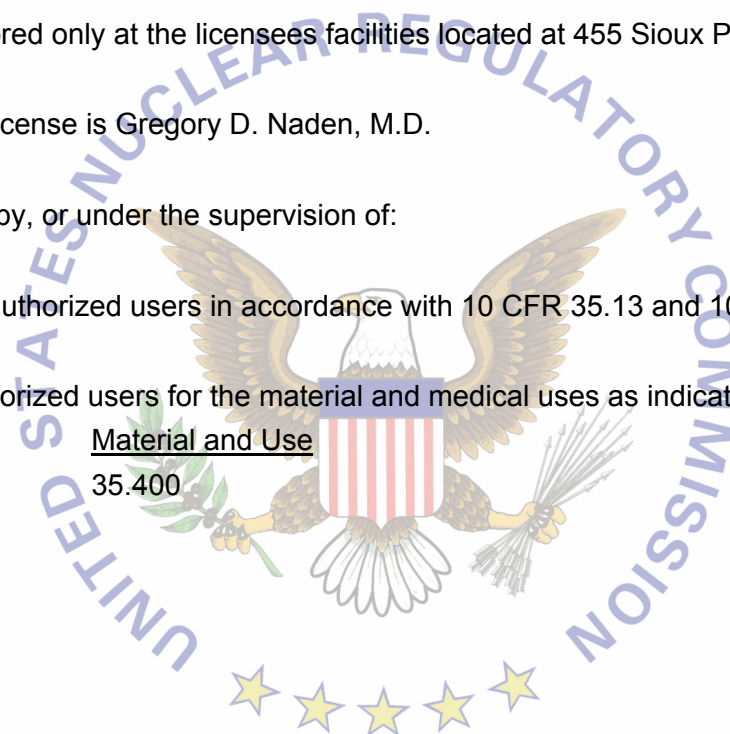 ored only at the licensees facilities located at 455 Sioux P
cense is Gregory D. Naden, M.D.
by, or under the supervision of:
uthorized users in accordance with 10 CFR 35.13 and 10
orized users for the material and medical uses as indicat
Material and Use
35.400
UNITED STATES NUCLEAR REGULATORY COMMISSION